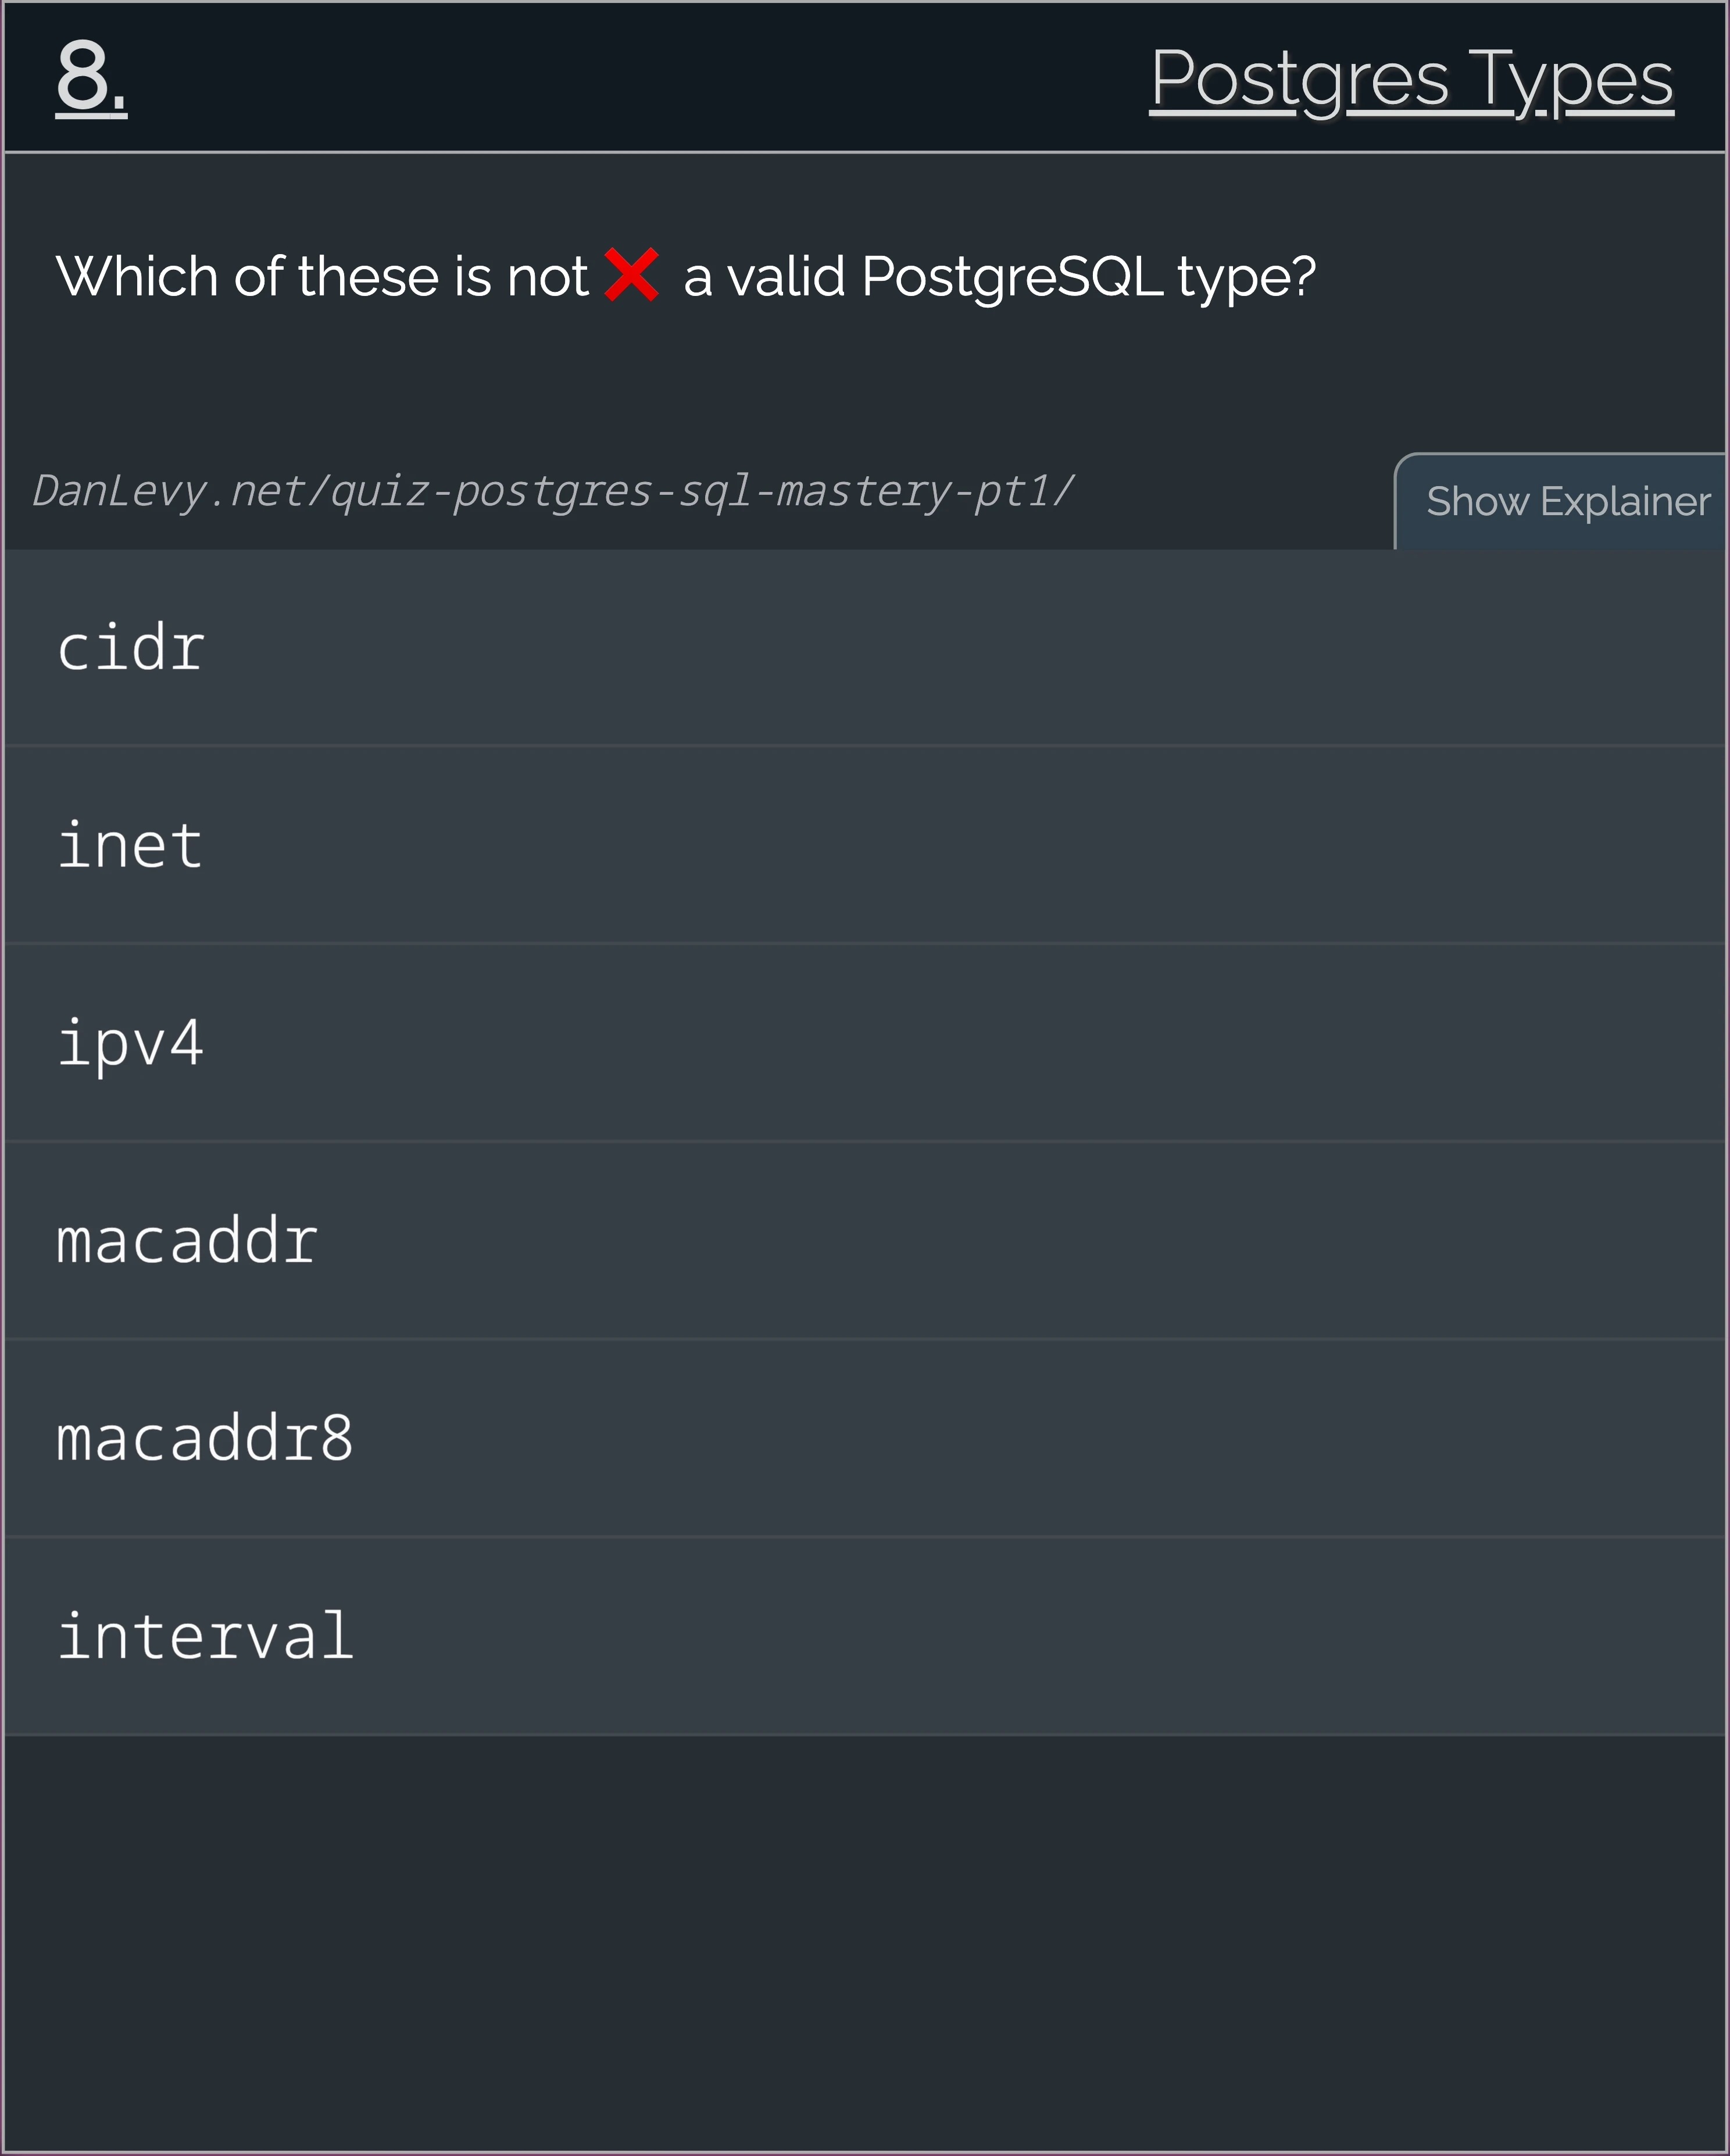 8.
Postgres Types
Which of these is not ❌ a valid PostgreSQL type?
DanLevy.net/quiz-postgres-sql-mastery-pt1/
Show Explainer
cidr
inet
ipv4
macaddr
macaddr8
interval